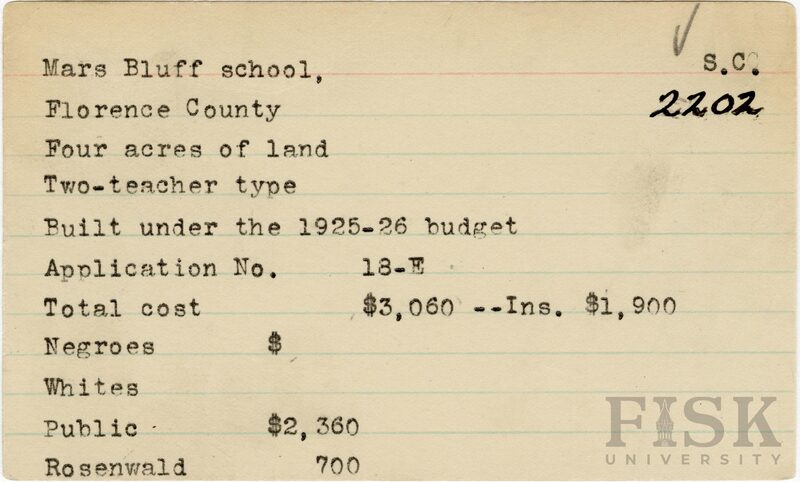 Mars Bluff school, S.C.
Florence County 2202
Four acres of land
Two-teacher type
Built under the 1925-26 budget
Application No. 18-E
Total cost $3,060 --Ins. $1,900
Negroes $
Whites
Public $2,360
Rosenwald 700
FISK
UNIVERSITY